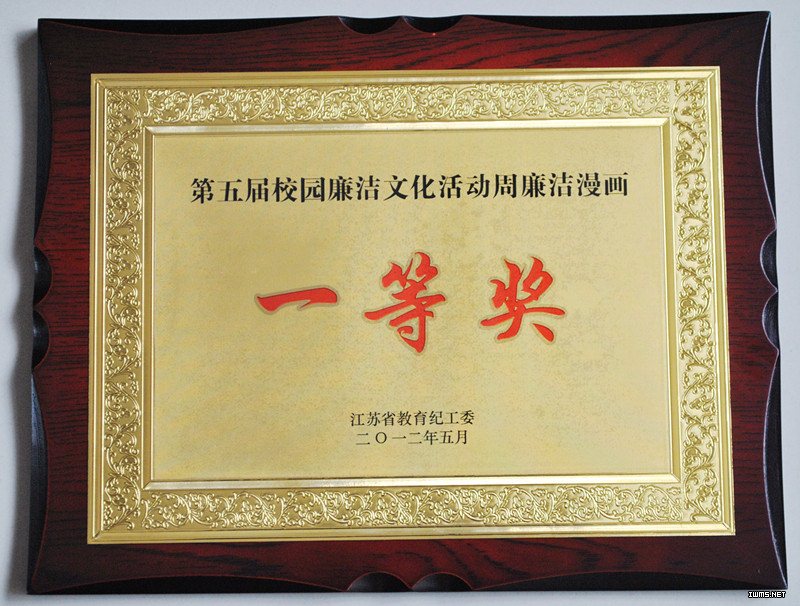 第五届校园廉洁文化活动周廉洁漫画
一等奖
江苏省教育纪工委
二〇一二年五月
IWMS.NET